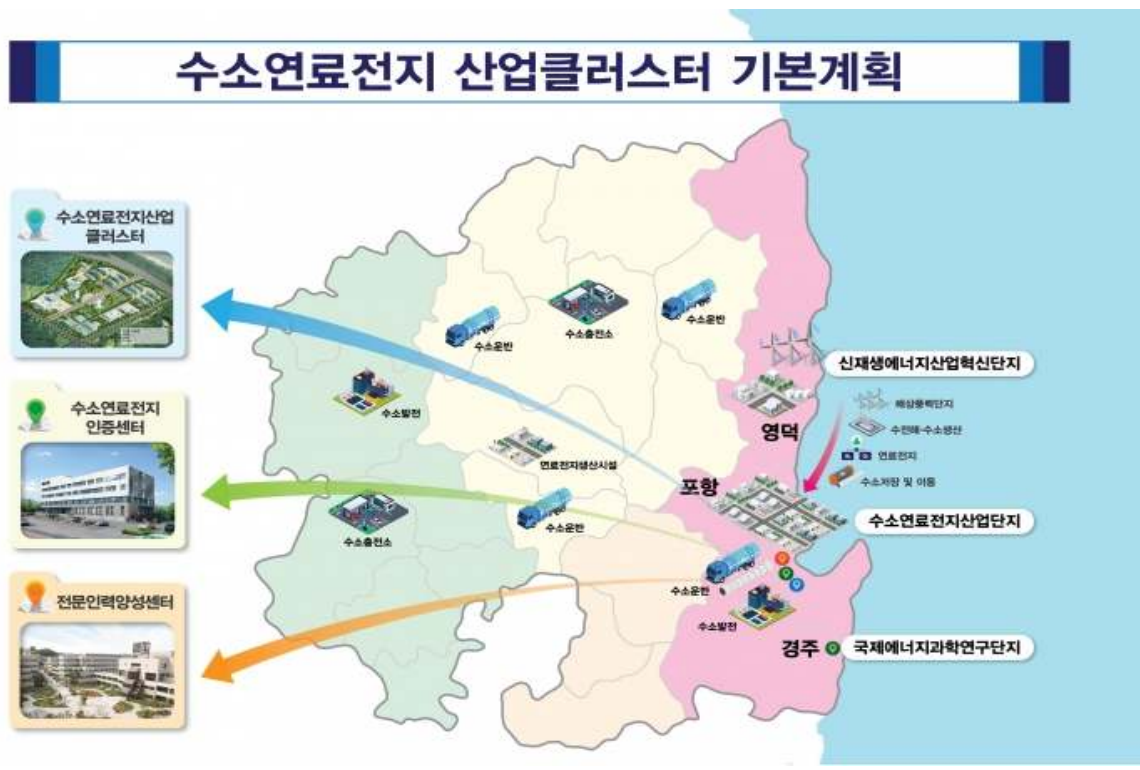 수소연료전지 산업클러스터 기본계획
수소연료전지산업
클러스터
수소연료전지
인증센터
전문인력양성센터
수소운반
수소충전소
수소운반
수소발전
연료전지생산시설
수소충전소
수소운반
신재생에너지산업혁신단지
해상풍력단지
수전해·수소생산
연료전지
수소저장 및 이동
영덕
포항
수소연료전지산업단지
수소운반
수소발전
경주
국제에너지과학연구단지